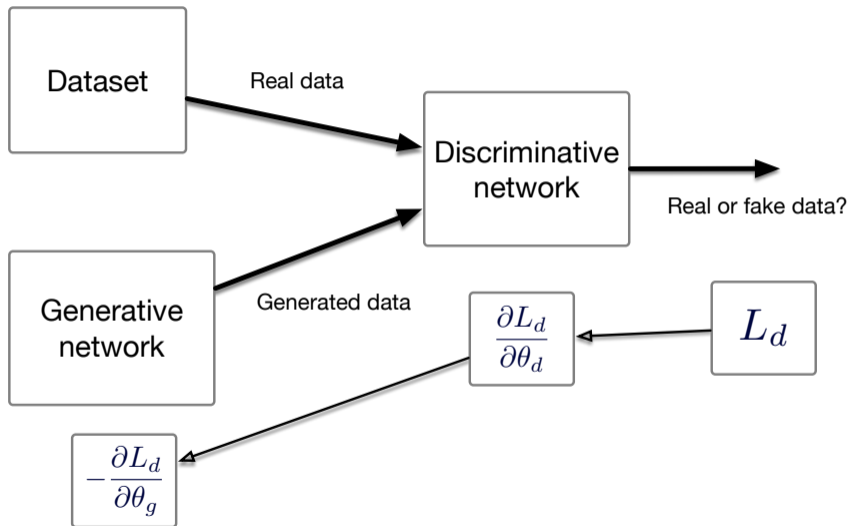 Dataset
Real data
Discriminative
network
Real or fake data?
Generative
network
Generated data
∂L_d
∂θ_d
L_d
−∂L_d
∂θ_g